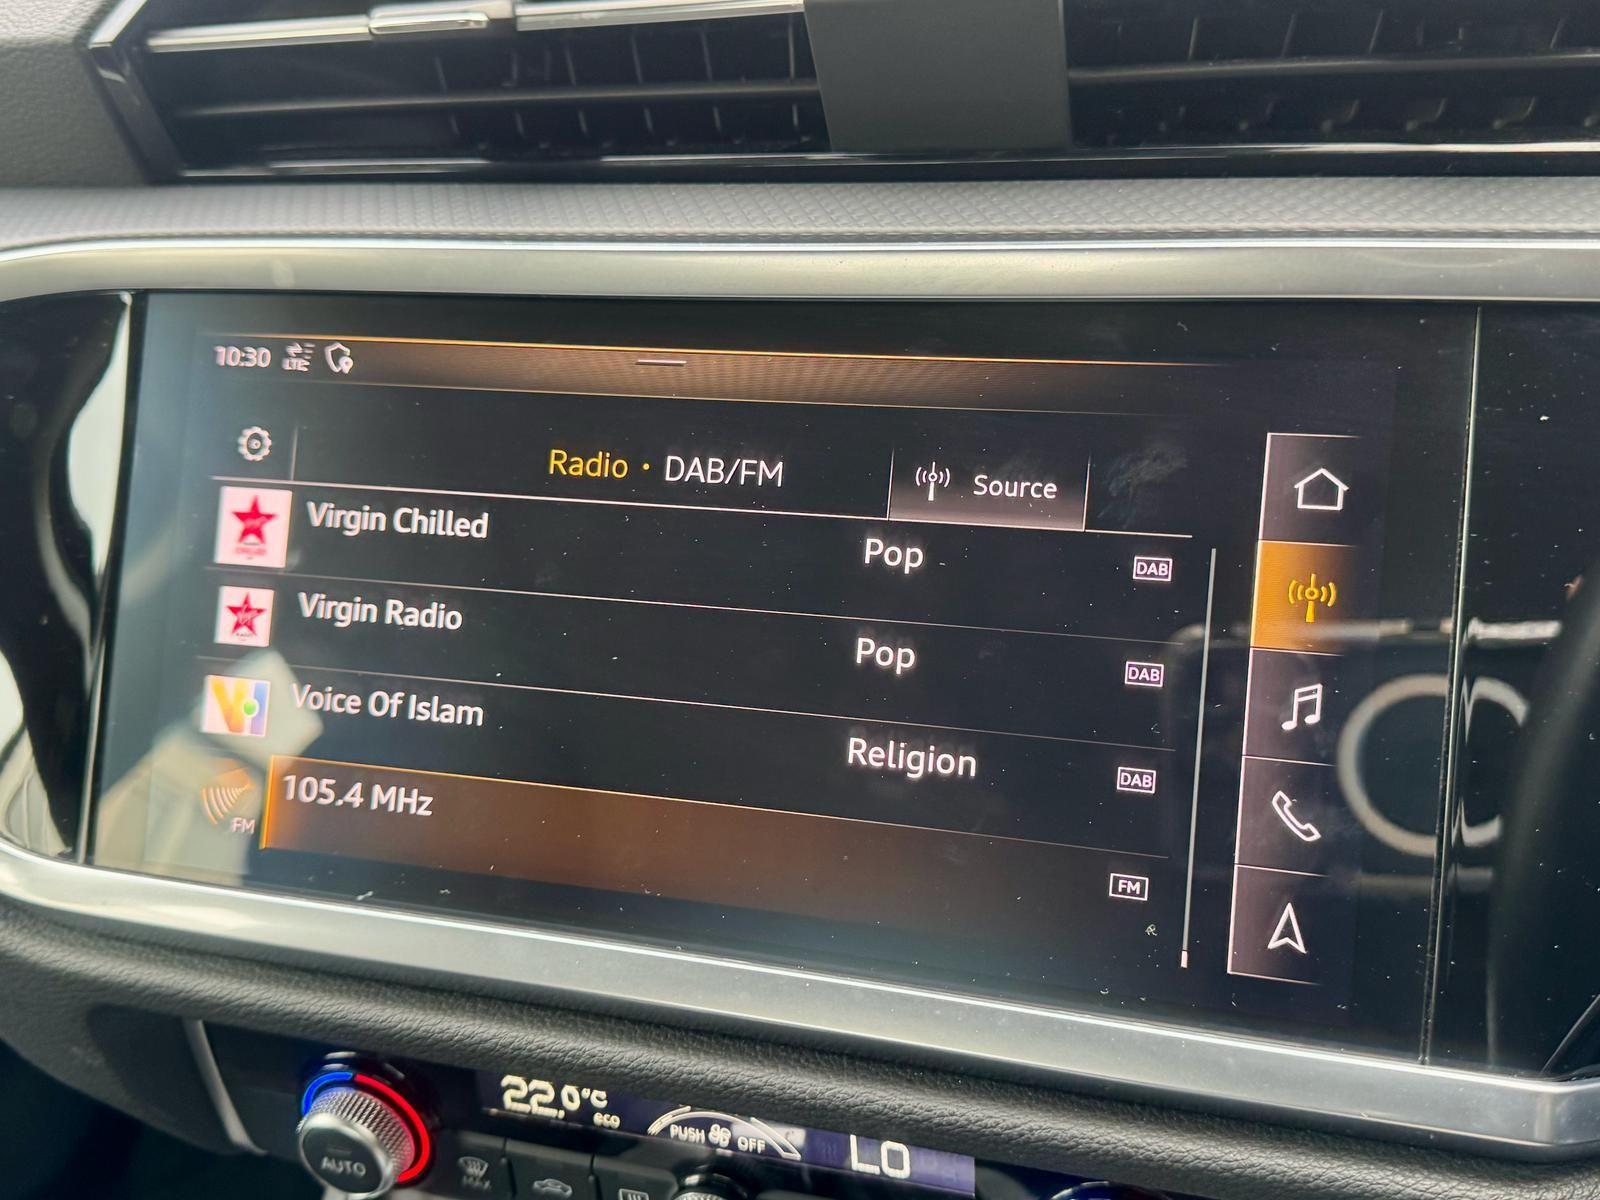 10:30 LTE
Radio · DAB/FM
Source
Virgin Chilled Pop DAB
Virgin Radio Pop DAB
Voice Of Islam Religion DAB
105.4 MHz FM
FM
22.0°C
eco
PUSH OFF
LO
AUTO
MAX